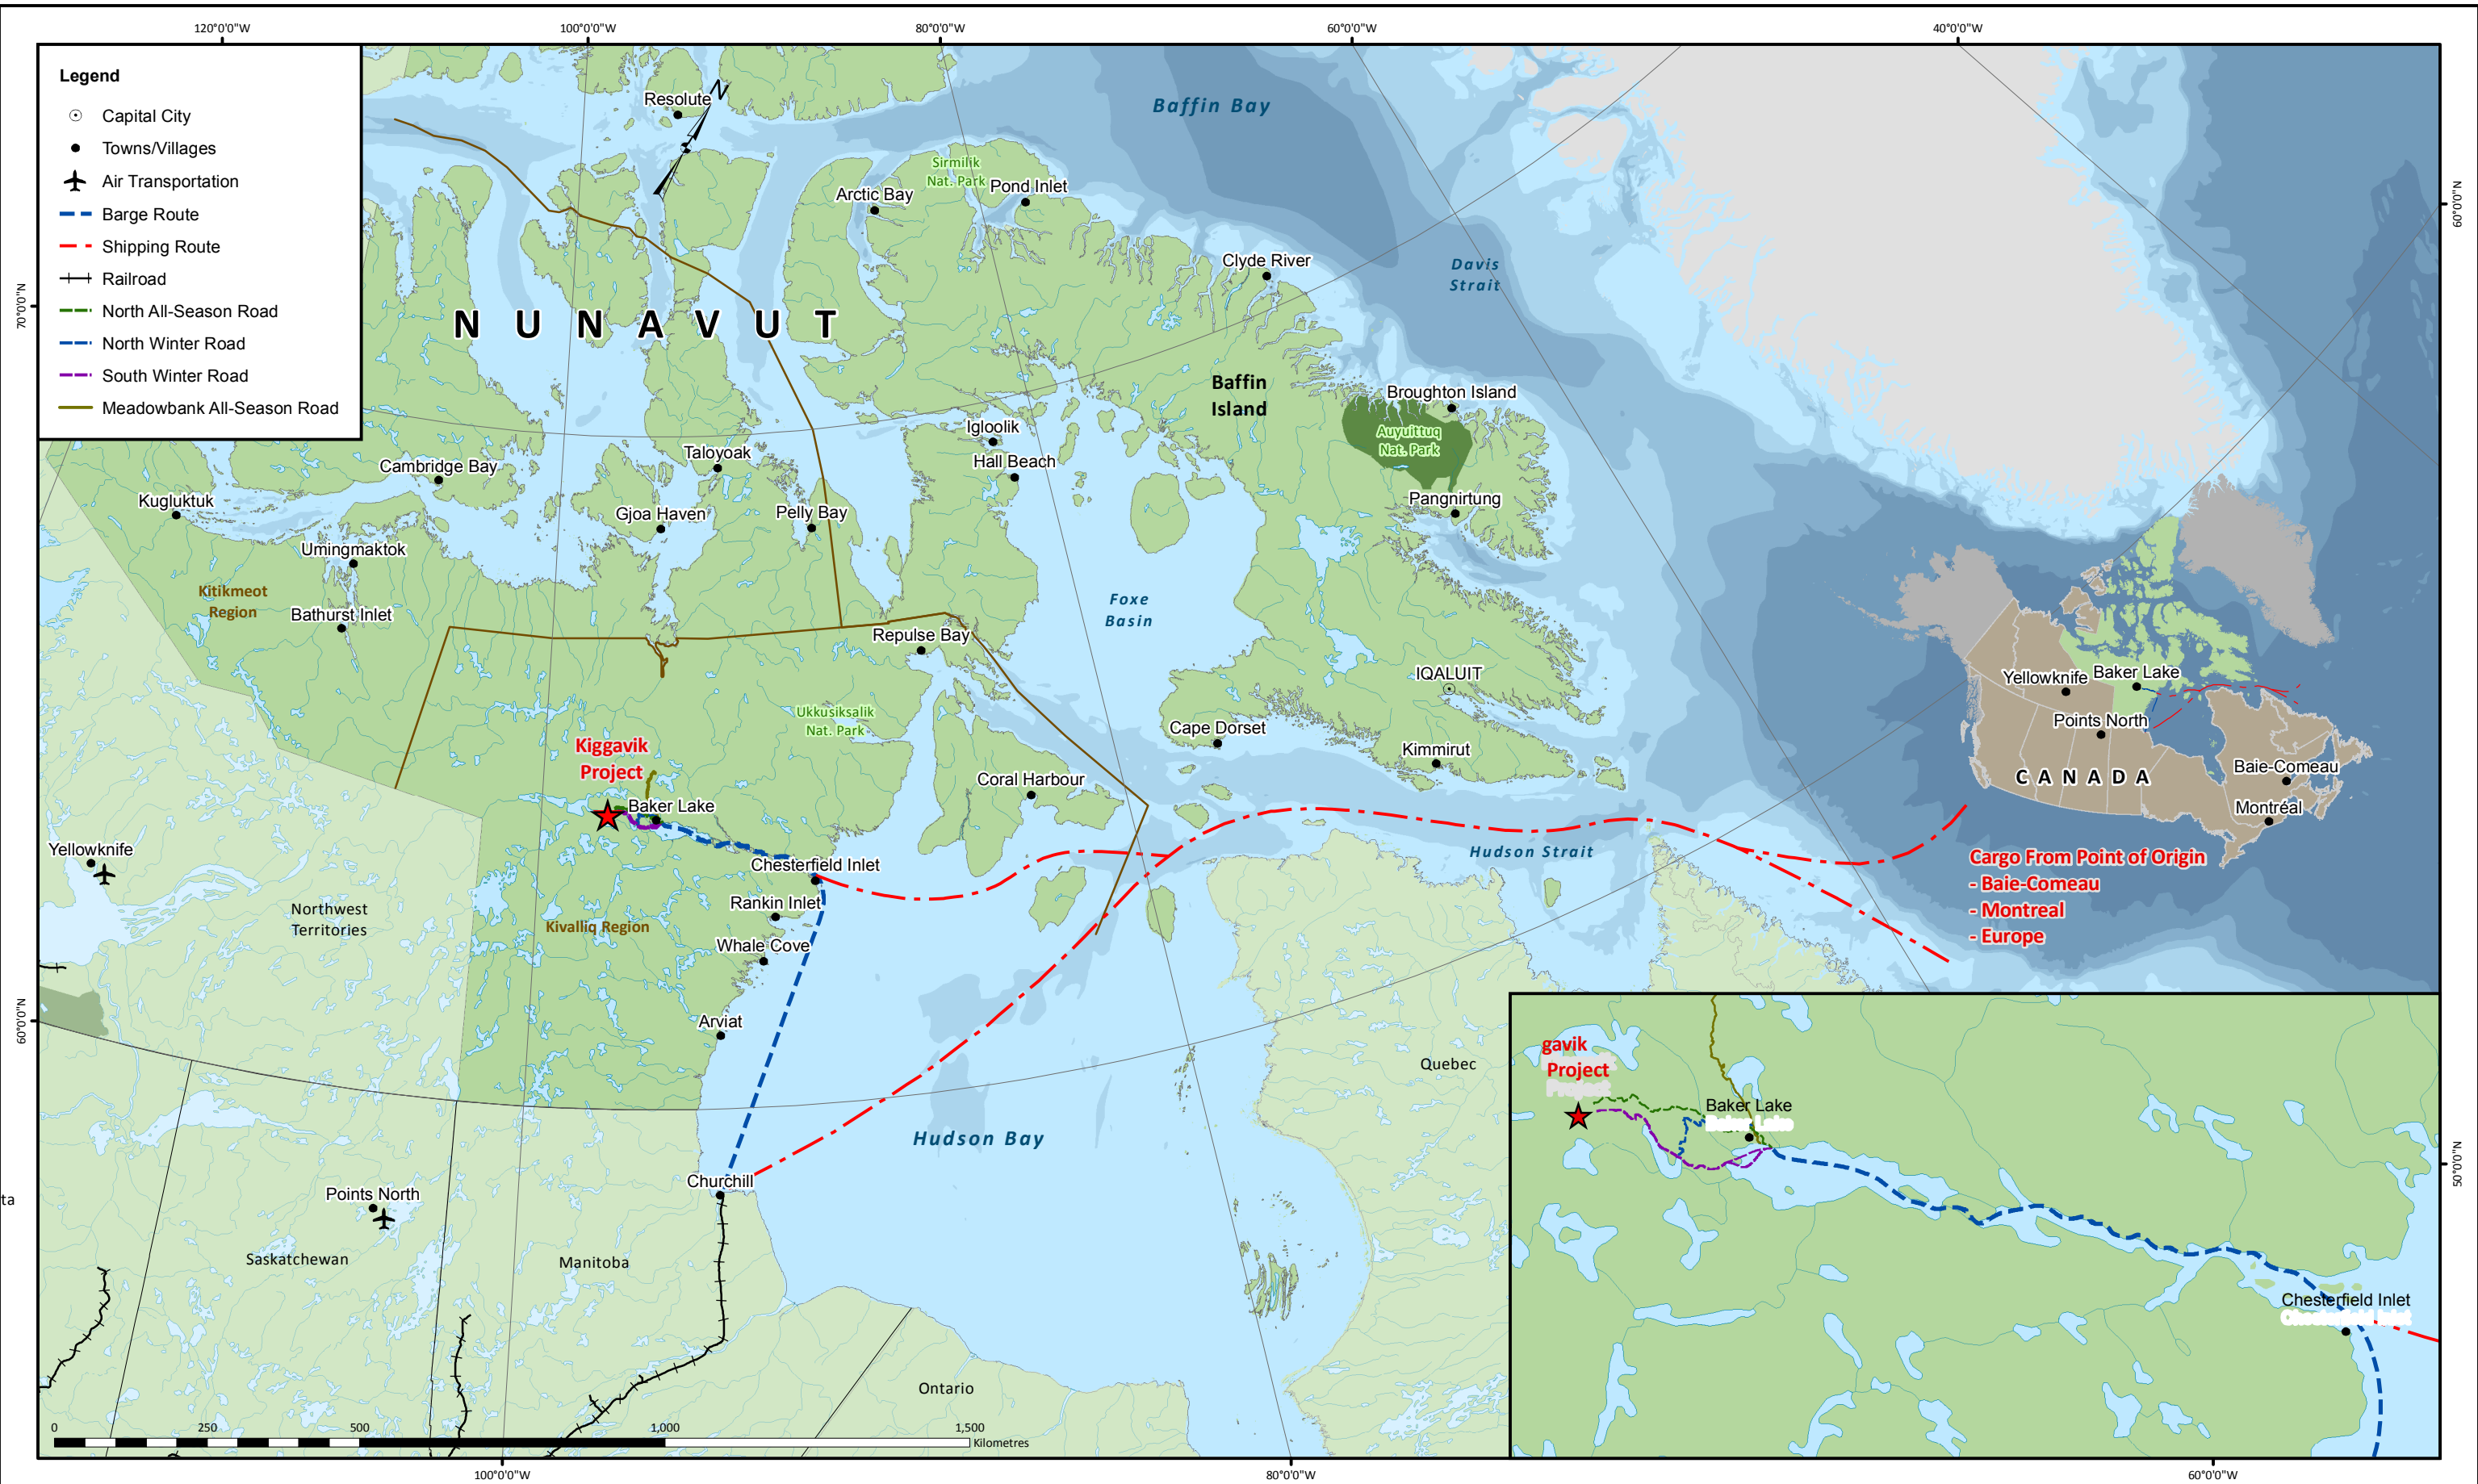 120°0'0"W
100°0'0"W
80°0'0"W
60°0'0"W
40°0'0"W
Legend
Capital City
Towns/Villages
Air Transportation
Barge Route
Shipping Route
Railroad
North All-Season Road
North Winter Road
South Winter Road
Meadowbank All-Season Road
70°0'0"N
60°0'0"N
60°0'0"N
50°0'0"N
N
Resolute
Baffin Bay
Sirmilik
Nat. Park
Pond Inlet
Arctic Bay
Clyde River
Davis
Strait
NUNAVUT
Baffin
Island
Broughton Island
Auyuittuq
Nat. Park
Pangnirtung
Igloolik
Hall Beach
Taloyoak
Cambridge Bay
Kugluktuk
Gjoa Haven
Pelly Bay
Umingmaktok
Kitikmeot
Region
Bathurst Inlet
Foxe
Basin
Repulse Bay
IQALUIT
Ukkusiksalik
Nat. Park
Cape Dorset
Kimmirut
Kiggavik
Project
Coral Harbour
Baker Lake
Yellowknife
Chesterfield Inlet
Hudson Strait
Rankin Inlet
Northwest
Territories
Kivalliq Region
Whale Cove
Arviat
Quebec
Hudson Bay
Churchill
Points North
ta
Saskatchewan
Manitoba
Ontario
0
250
500
1,000
1,500
Kilometres
100°0'0"W
80°0'0"W
60°0'0"W
Yellowknife
Baker Lake
Points North
CANADA
Baie-Comeau
Montréal
Cargo From Point of Origin
- Baie-Comeau
- Montreal
- Europe
gavik
Project
Baker Lake
Chesterfield Inlet